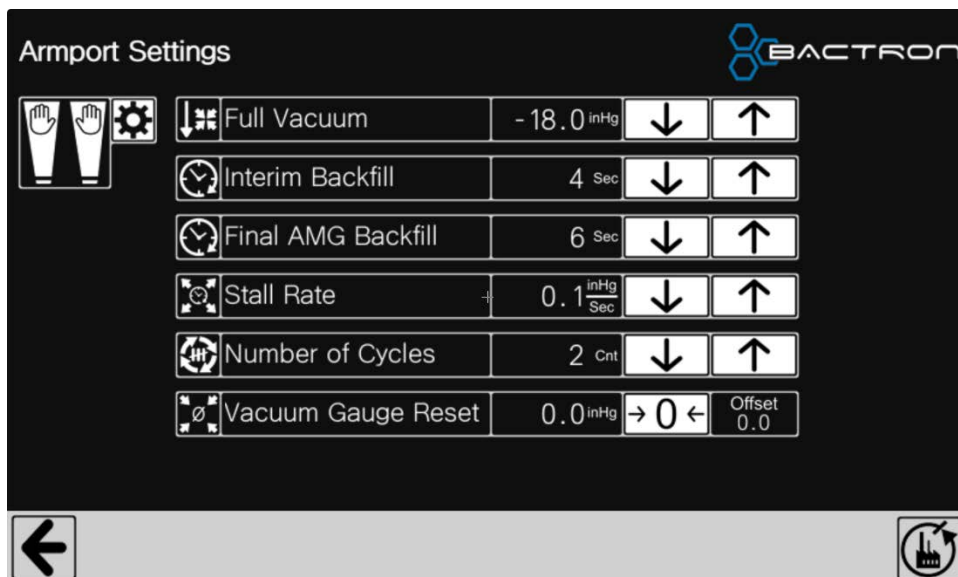 Armport Settings
BACTRON
Full Vacuum -18.0 inHg
Interim Backfill 4 Sec
Final AMG Backfill 6 Sec
Stall Rate 0.1 inHg
Sec
Number of Cycles 2 Cnt
Vacuum Gauge Reset 0.0 inHg →0← Offset
0.0